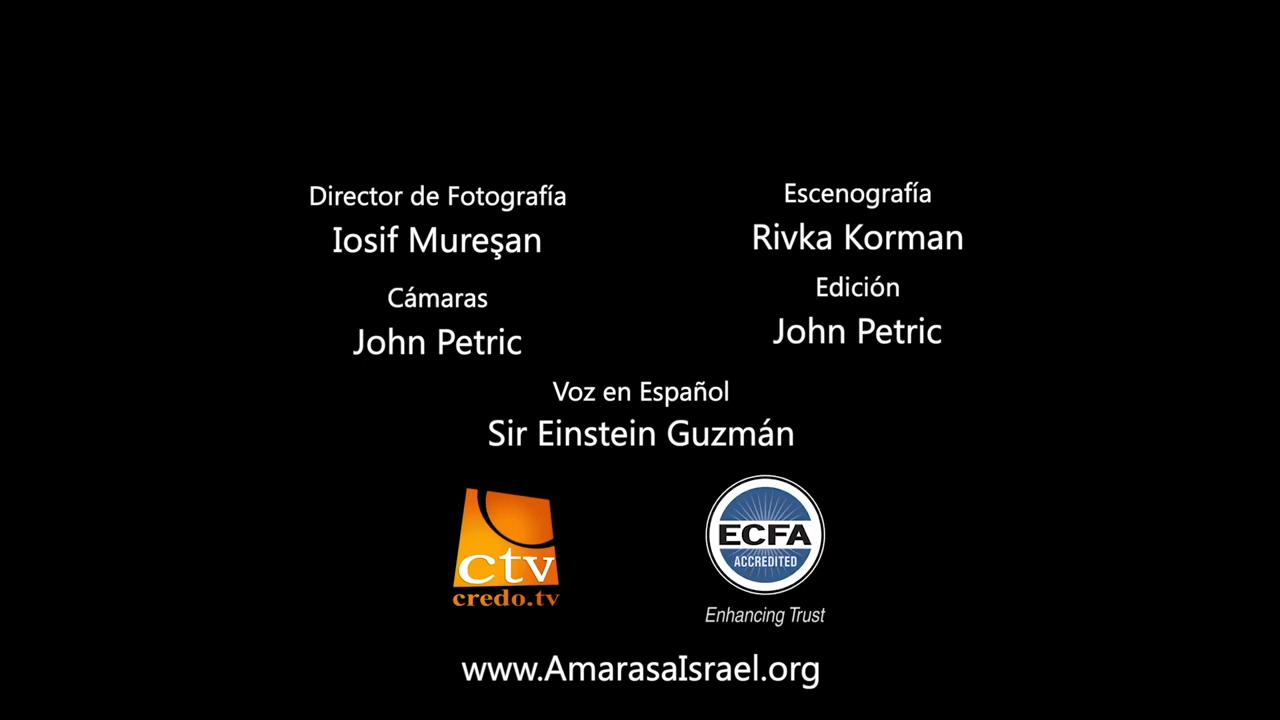 Director de Fotografía
Iosif Mureşan
Cámaras
John Petric
Escenografía
Rivka Korman
Edición
John Petric
Voz en Español
Sir Einstein Guzmán
ctv
credo.tv
ECFA
ACCREDITED
Enhancing Trust
www.AmarasaIsrael.org